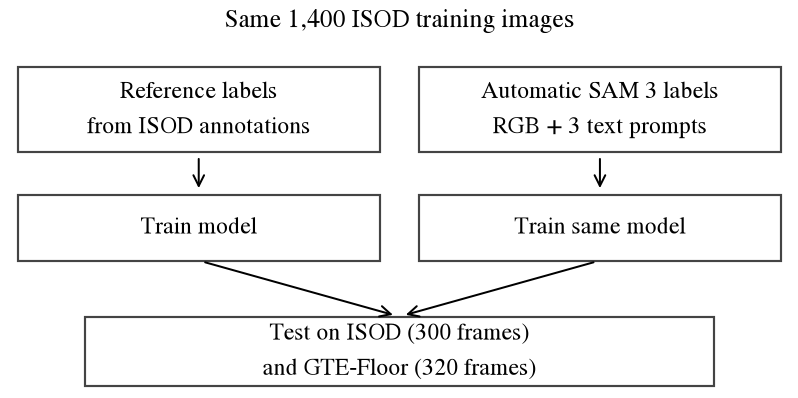 Same 1,400 ISOD training images
Reference labels
from ISOD annotations
Automatic SAM 3 labels
RGB + 3 text prompts
Train model
Train same model
Test on ISOD (300 frames)
and GTE-Floor (320 frames)